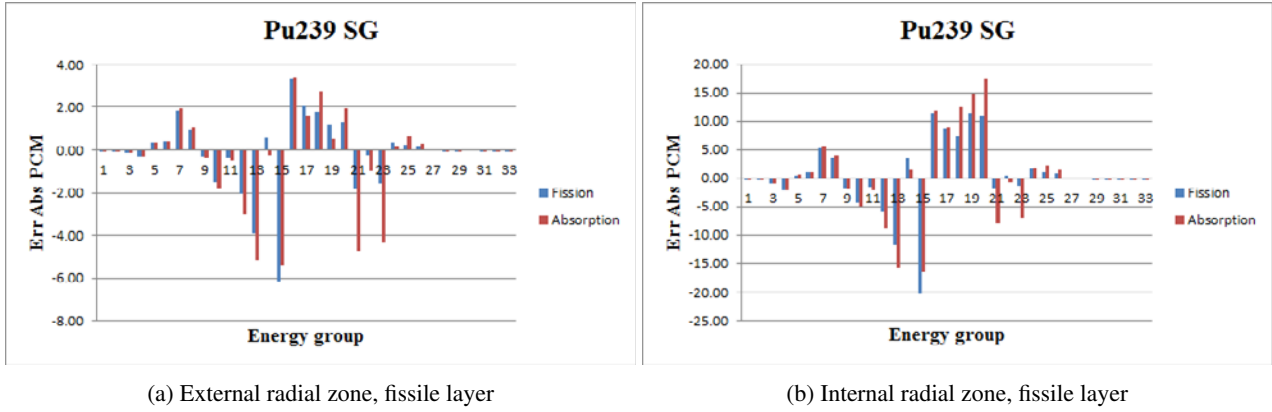 Pu239 SG
4.00
2.00
0.00
-2.00
-4.00
-6.00
-8.00
Err Abs PCM
1 3 5 7 9 11 13 15 17 19 21 23 25 27 29 31 33
Fission
Absorption
Energy group
(a) External radial zone, fissile layer
Pu239 SG
20.00
15.00
10.00
5.00
0.00
-5.00
-10.00
-15.00
-20.00
-25.00
Err Abs PCM
1 3 5 7 9 11 13 15 17 19 21 23 25 27 29 31 33
Fission
Absorption
Energy group
(b) Internal radial zone, fissile layer